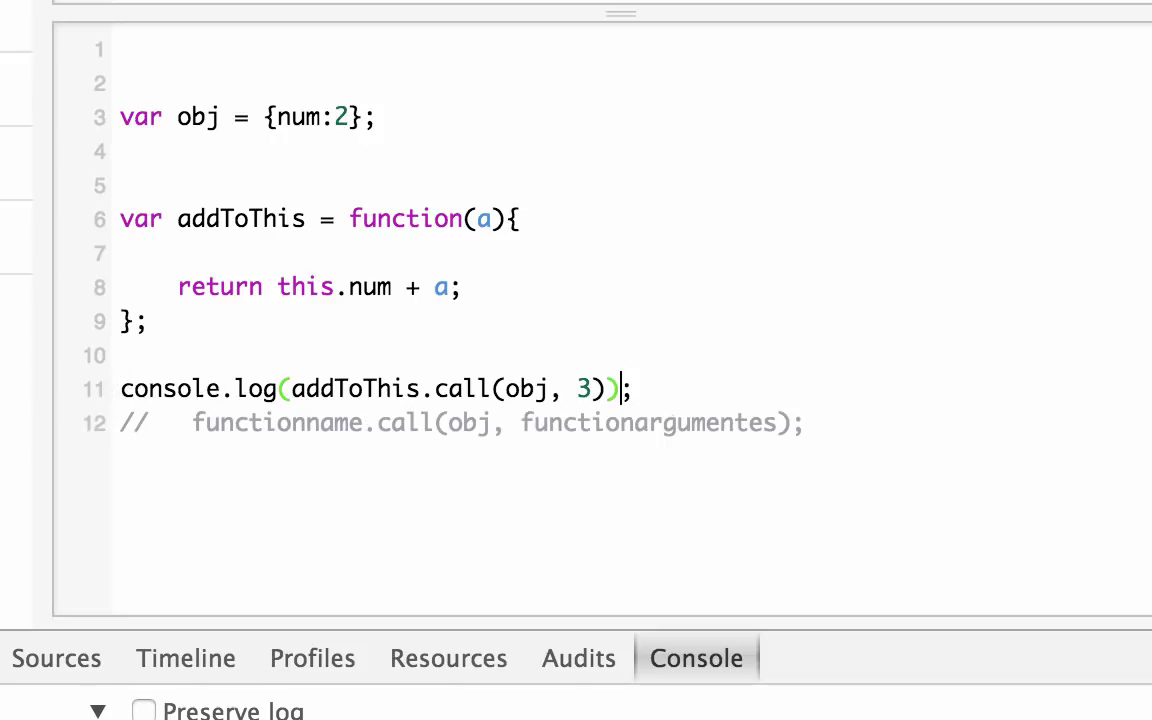 1
2
3 var obj = {num:2};
4
5
6 var addToThis = function(a){
7
8 return this.num + a;
9 };
10
11 console.log(addToThis.call(obj, 3));
12 // functionname.call(obj, functionargumentes);
Sources Timeline Profiles Resources Audits Console
▼ Preserve log